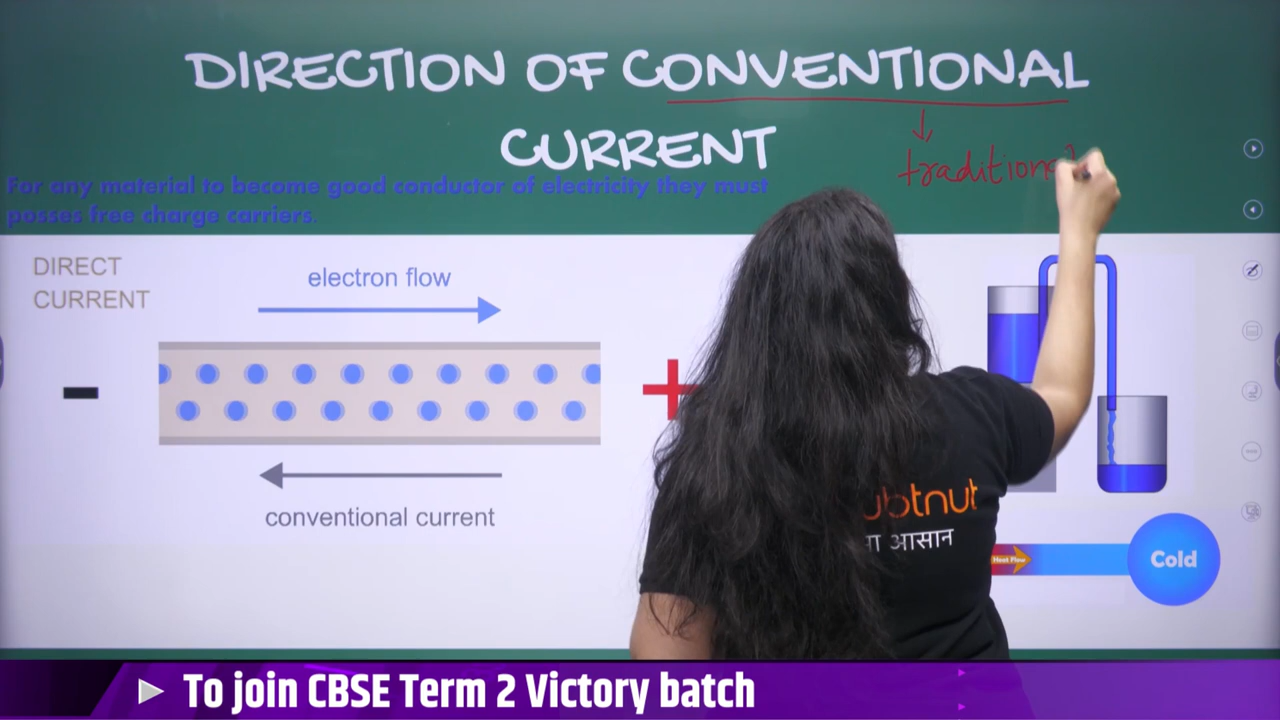 DIRECTION OF CONVENTIONAL
CURRENT
traditional
For any material to become good conductor of electricity they must
posses free charge carriers.
DIRECT
CURRENT
electron flow
-
+
conventional current
ubtnut
ना आसान
Heat Flow
Cold
To join CBSE Term 2 Victory batch